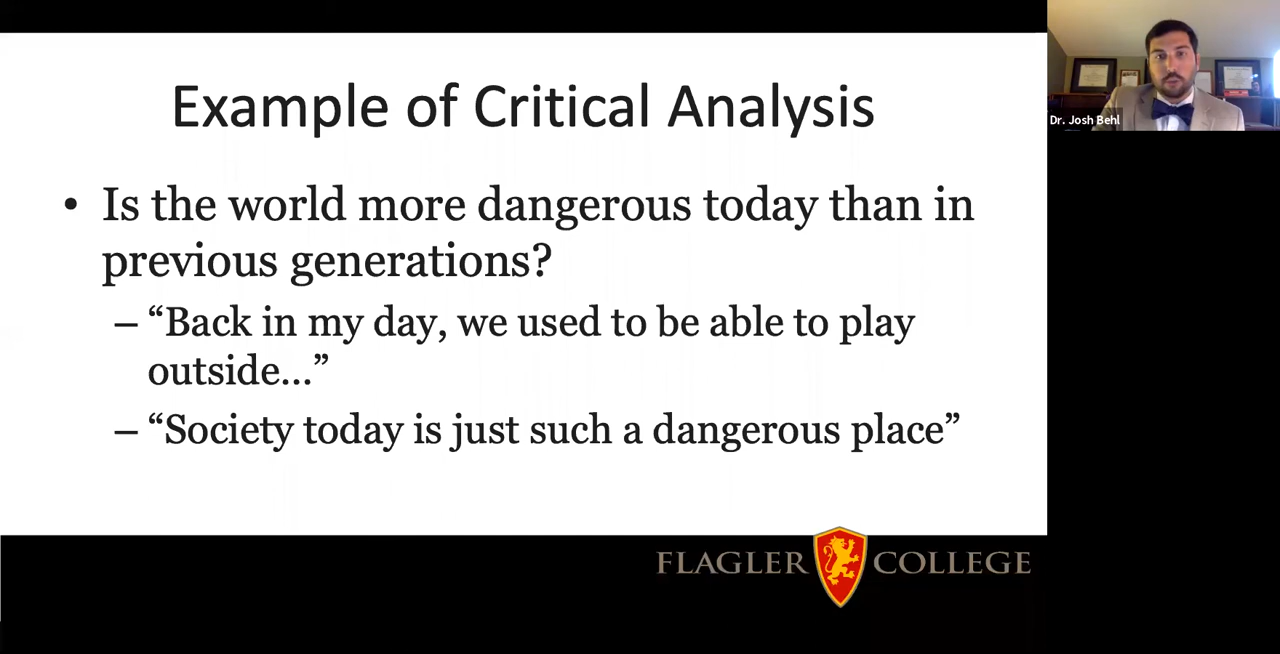 Example of Critical Analysis
• Is the world more dangerous today than in
previous generations?
– “Back in my day, we used to be able to play
outside…”
– “Society today is just such a dangerous place”
Dr. Josh Behl
FLAGLER COLLEGE